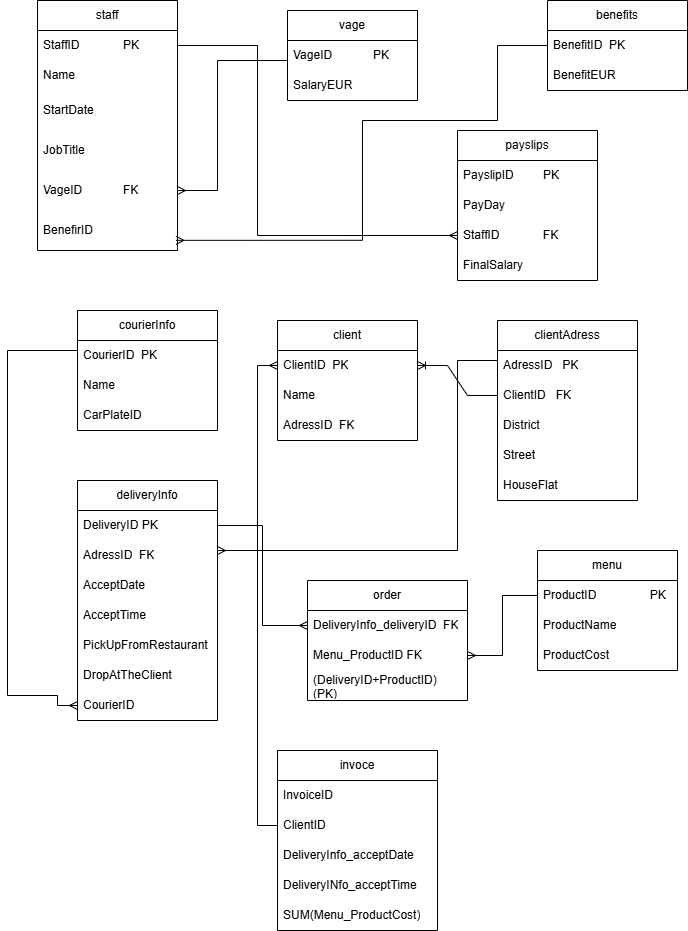 staff
StaffID PK
Name
StartDate
JobTitle
VageID FK
BenefirID
vage
VageID PK
SalaryEUR
benefits
BenefitID PK
BenefitEUR
payslips
PayslipID PK
PayDay
StaffID FK
FinalSalary
courierInfo
CourierID PK
Name
CarPlateID
client
ClientID PK
Name
AdressID FK
clientAdress
AdressID PK
ClientID FK
District
Street
HouseFlat
deliveryInfo
DeliveryID PK
AdressID FK
AcceptDate
AcceptTime
PickUpFromRestaurant
DropAtTheClient
CourierID
order
DeliveryInfo_deliveryID FK
Menu_ProductID FK
(DeliveryID+ProductID)
(PK)
menu
ProductID PK
ProductName
ProductCost
invoce
InvoiceID
ClientID
DeliveryInfo_acceptDate
DeliveryINfo_acceptTime
SUM(Menu_ProductCost)